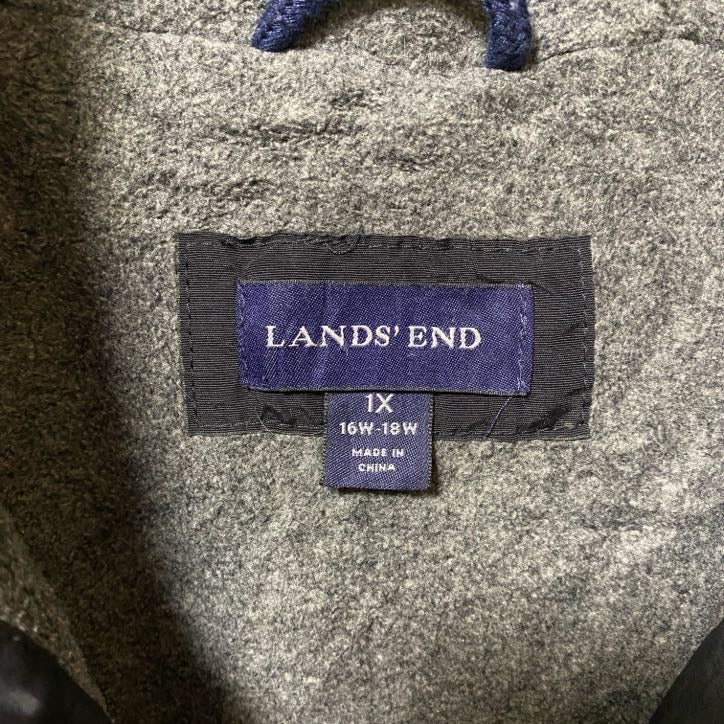 LANDS' END
1X
16W-18W
MADE IN
CHINA